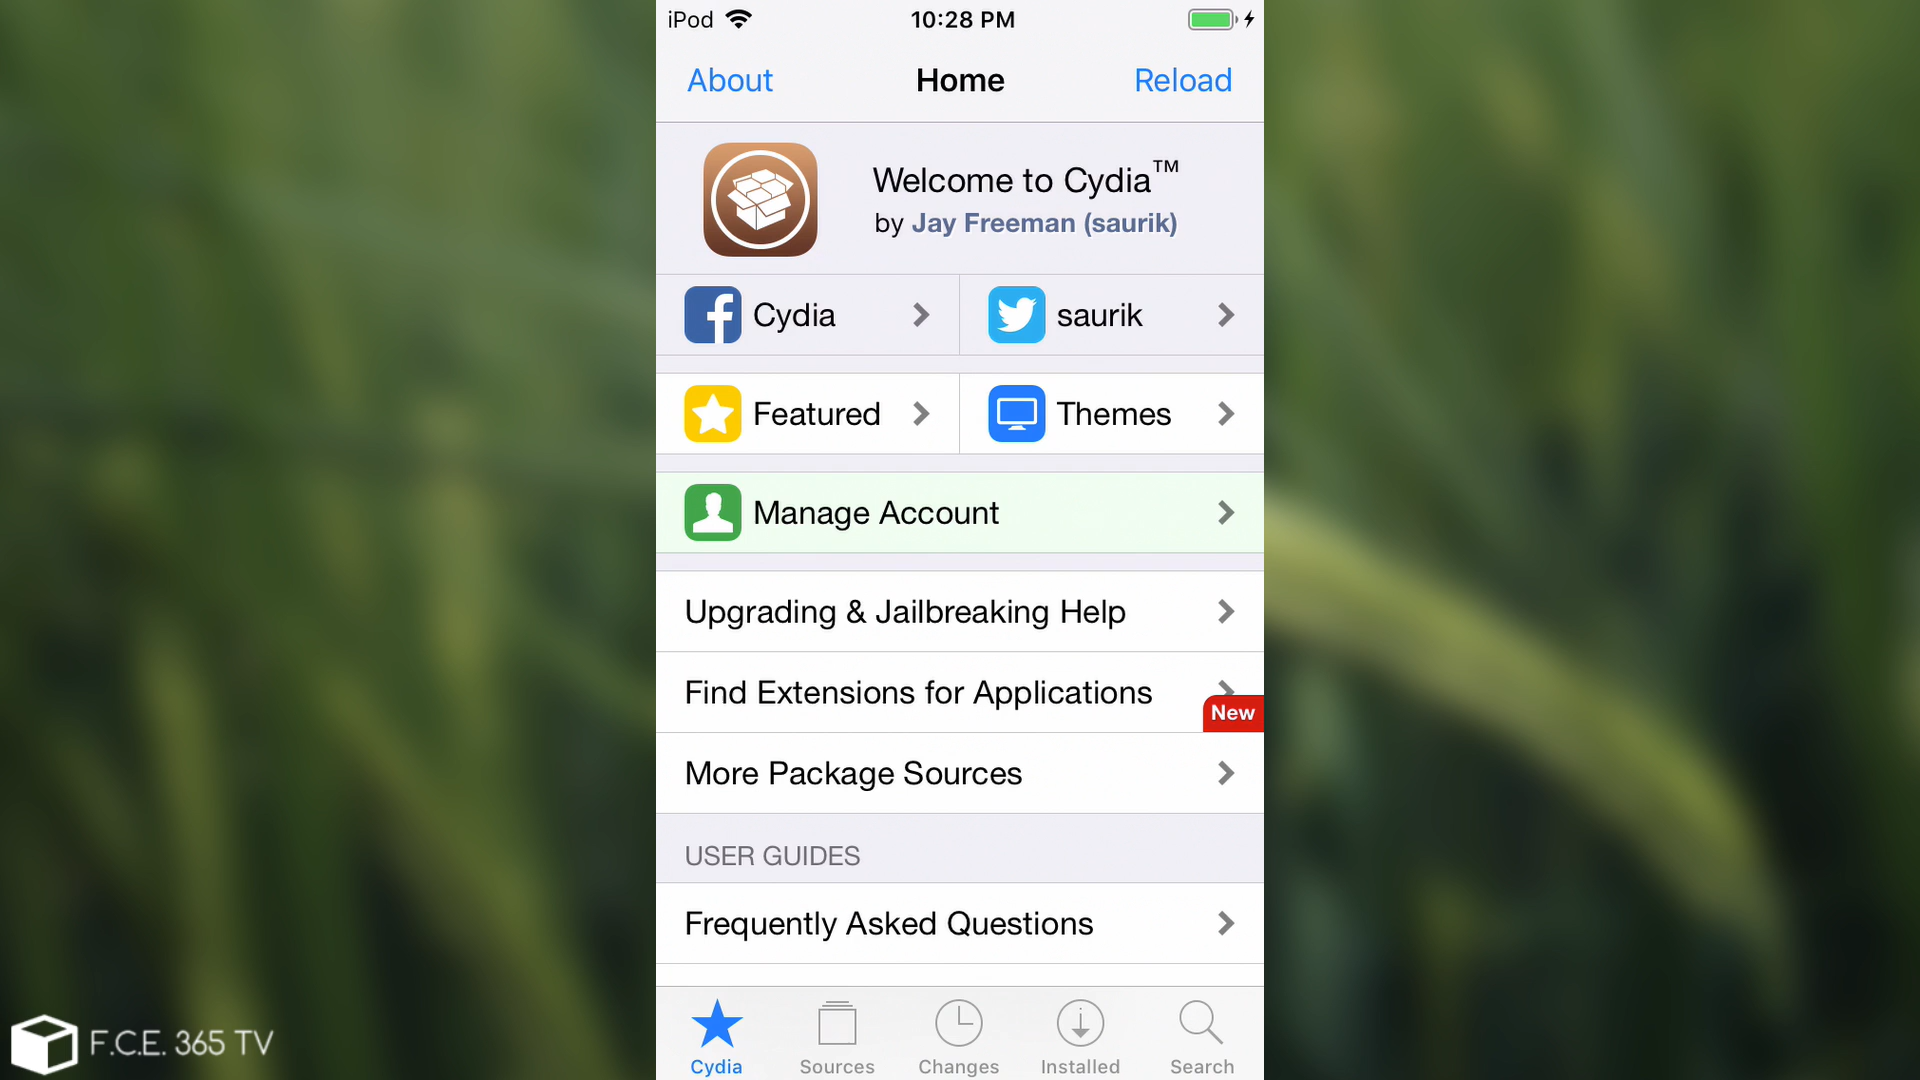 iPod 10:28 PM
About Home Reload
Welcome to Cydia™
by Jay Freeman (saurik)
Cydia saurik
Featured Themes
Manage Account
Upgrading & Jailbreaking Help
Find Extensions for Applications
New
More Package Sources
USER GUIDES
Frequently Asked Questions
Cydia Sources Changes Installed Search
F.C.E. 365 TV